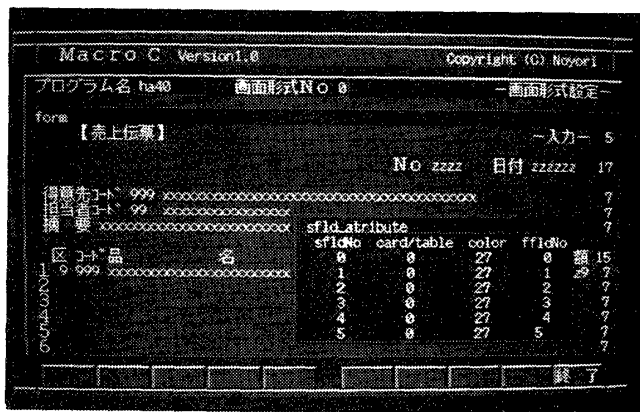 Macro C Version1.0 Copyright (C) Noyori
プログラム名 ha40 画面形式No 0 －画面形式設定－
form
【売上伝票】 －入力－ 5
No zzzz 日付 zzzzzz 17
得意先コード 999 xxxxxxxxxxxxxxxxxxxxxxxxxxxxxxxxxxxxxxxx 7
担当者コード 99 xxxxxxxxxxxxxxxx 7
摘 要 xxxxxxxxxxxxxxxxxxxx 7
sfld_atribute
sfldNo card/table color ffldNo
区 コード 品 名 0 0 27 0 額 15
1 9 999 xxxxxxxxxxxxxxxxxxxx 1 0 27 1 z9 7
2 2 0 27 2 7
3 3 0 27 3 7
4 4 0 27 4 7
5 5 0 27 5 7
6 7
終 了